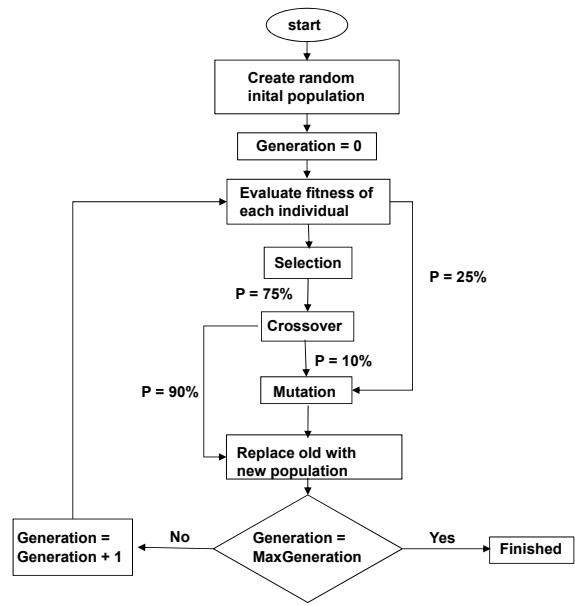 start
Create random
inital population
Generation = 0
Evaluate fitness of
each individual
Selection
P = 25%
P = 75%
Crossover
P = 10%
P = 90%
Mutation
Replace old with
new population
Generation =
Generation + 1
No
Generation =
MaxGeneration
Yes
Finished